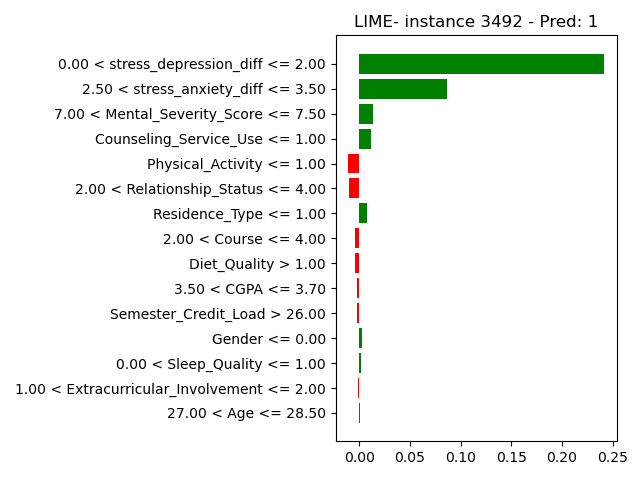 LIME- instance 3492 - Pred: 1
0.00 < stress_depression_diff <= 2.00
2.50 < stress_anxiety_diff <= 3.50
7.00 < Mental_Severity_Score <= 7.50
Counseling_Service_Use <= 1.00
Physical_Activity <= 1.00
2.00 < Relationship_Status <= 4.00
Residence_Type <= 1.00
2.00 < Course <= 4.00
Diet_Quality > 1.00
3.50 < CGPA <= 3.70
Semester_Credit_Load > 26.00
Gender <= 0.00
0.00 < Sleep_Quality <= 1.00
1.00 < Extracurricular_Involvement <= 2.00
27.00 < Age <= 28.50
0.00 0.05 0.10 0.15 0.20 0.25